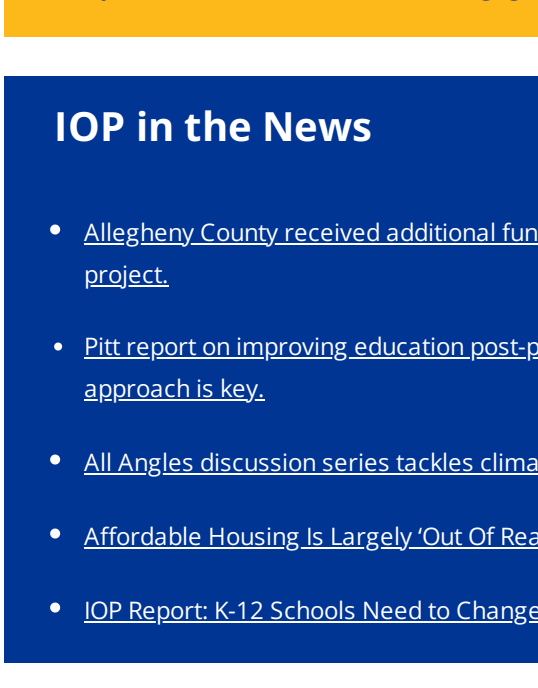 IOP in the News
Allegheny County received additional fun
project.
Pitt report on improving education post-p
approach is key.
All Angles discussion series tackles clima
Affordable Housing Is Largely ‘Out Of Rea
IOP Report: K-12 Schools Need to Change